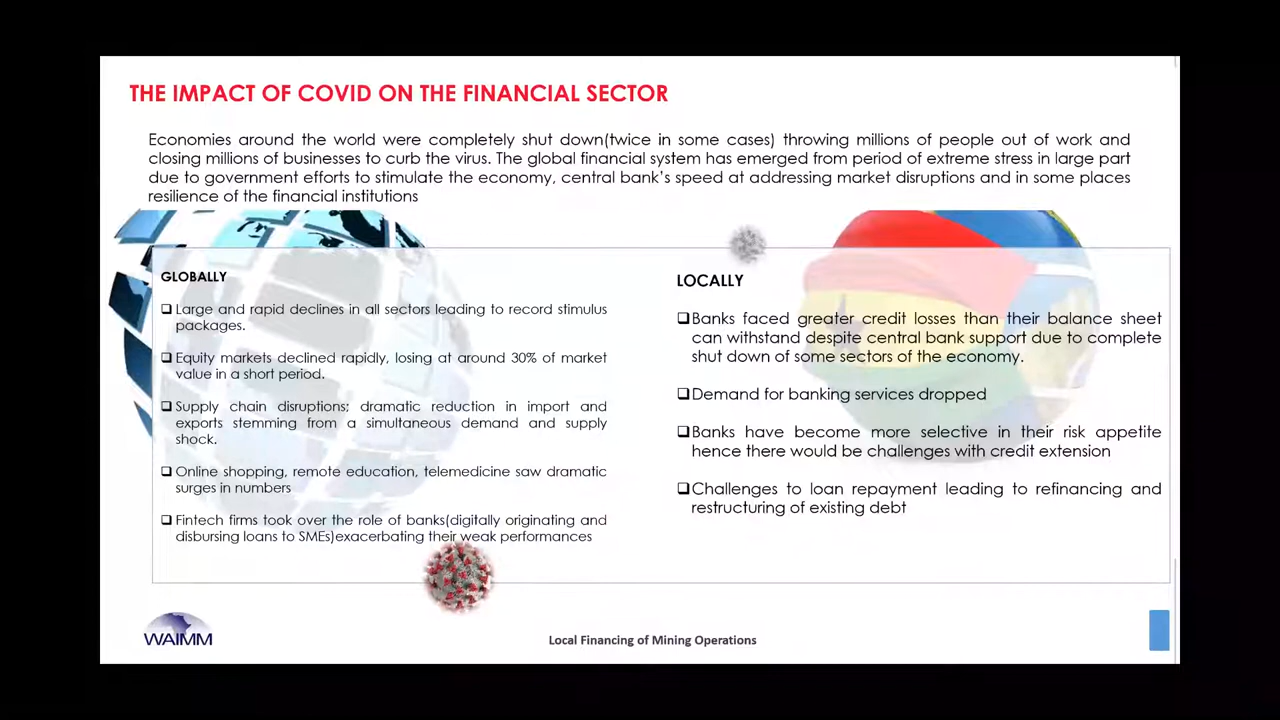 THE IMPACT OF COVID ON THE FINANCIAL SECTOR
Economies around the world were completely shut down(twice in some cases) throwing millions of people out of work and
closing millions of businesses to curb the virus. The global financial system has emerged from period of extreme stress in large part
due to government efforts to stimulate the economy, central bank's speed at addressing market disruptions and in some places
resilience of the financial institutions
GLOBALLY
❑ Large and rapid declines in all sectors leading to record stimulus
packages.
❑ Equity markets declined rapidly, losing at around 30% of market
value in a short period.
❑ Supply chain disruptions; dramatic reduction in import and
exports stemming from a simultaneous demand and supply
shock.
❑ Online shopping, remote education, telemedicine saw dramatic
surges in numbers
❑ Fintech firms took over the role of banks(digitally originating and
disbursing loans to SMEs)exacerbating their weak performances
LOCALLY
❑Banks faced greater credit losses than their balance sheet
can withstand despite central bank support due to complete
shut down of some sectors of the economy.
❑Demand for banking services dropped
❑Banks have become more selective in their risk appetite
hence there would be challenges with credit extension
❑Challenges to loan repayment leading to refinancing and
restructuring of existing debt
WAIMM
Local Financing of Mining Operations